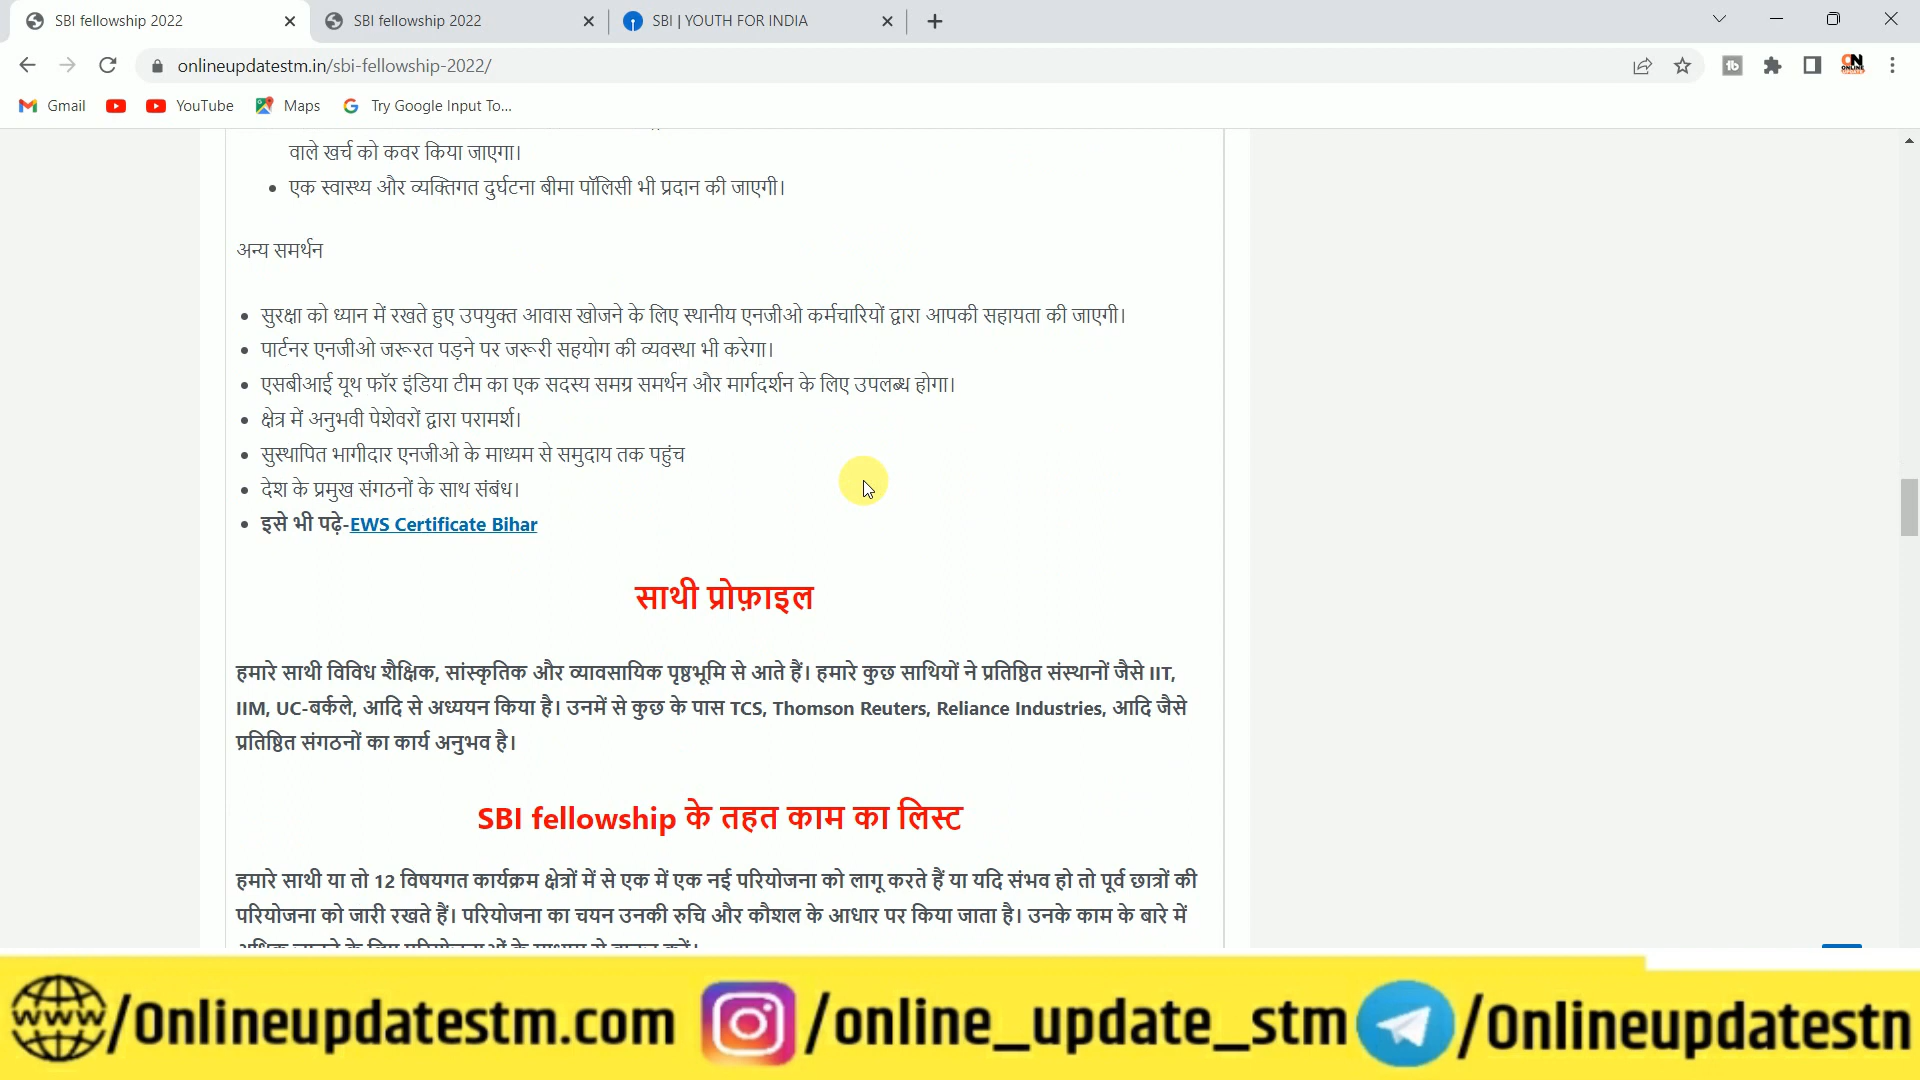 SBI fellowship 2022
SBI fellowship 2022
SBI | YOUTH FOR INDIA
onlineupdatestm.in/sbi-fellowship-2022/
Gmail
YouTube
Maps
Try Google Input To...
वाले खर्च को कवर किया जाएगा।
एक स्वास्थ्य और व्यक्तिगत दुर्घटना बीमा पॉलिसी भी प्रदान की जाएगी।
अन्य समर्थन
सुरक्षा को ध्यान में रखते हुए उपयुक्त आवास खोजने के लिए स्थानीय एनजीओ कर्मचारियों द्वारा आपकी सहायता की जाएगी।
पार्टनर एनजीओ जरूरत पड़ने पर जरूरी सहयोग की व्यवस्था भी करेगा।
एसबीआई यूथ फॉर इंडिया टीम का एक सदस्य समग्र समर्थन और मार्गदर्शन के लिए उपलब्ध होगा।
क्षेत्र में अनुभवी पेशेवरों द्वारा परामर्श।
सुस्थापित भागीदार एनजीओ के माध्यम से समुदाय तक पहुंच
देश के प्रमुख संगठनों के साथ संबंध।
इसे भी पढ़े-EWS Certificate Bihar
साथी प्रोफ़ाइल
हमारे साथी विविध शैक्षिक, सांस्कृतिक और व्यावसायिक पृष्ठभूमि से आते हैं। हमारे कुछ साथियों ने प्रतिष्ठित संस्थानों जैसे IIT,
IIM, UC-बर्कले, आदि से अध्ययन किया है। उनमें से कुछ के पास TCS, Thomson Reuters, Reliance Industries, आदि जैसे
प्रतिष्ठित संगठनों का कार्य अनुभव है।
SBI fellowship के तहत काम का लिस्ट
हमारे साथी या तो 12 विषयगत कार्यक्रम क्षेत्रों में से एक में एक नई परियोजना को लागू करते हैं या यदि संभव हो तो पूर्व छात्रों की
परियोजना को जारी रखते हैं। परियोजना का चयन उनकी रुचि और कौशल के आधार पर किया जाता है। उनके काम के बारे में
www /Onlineupdatestm.com /online_update_stm /Onlineupdatestn